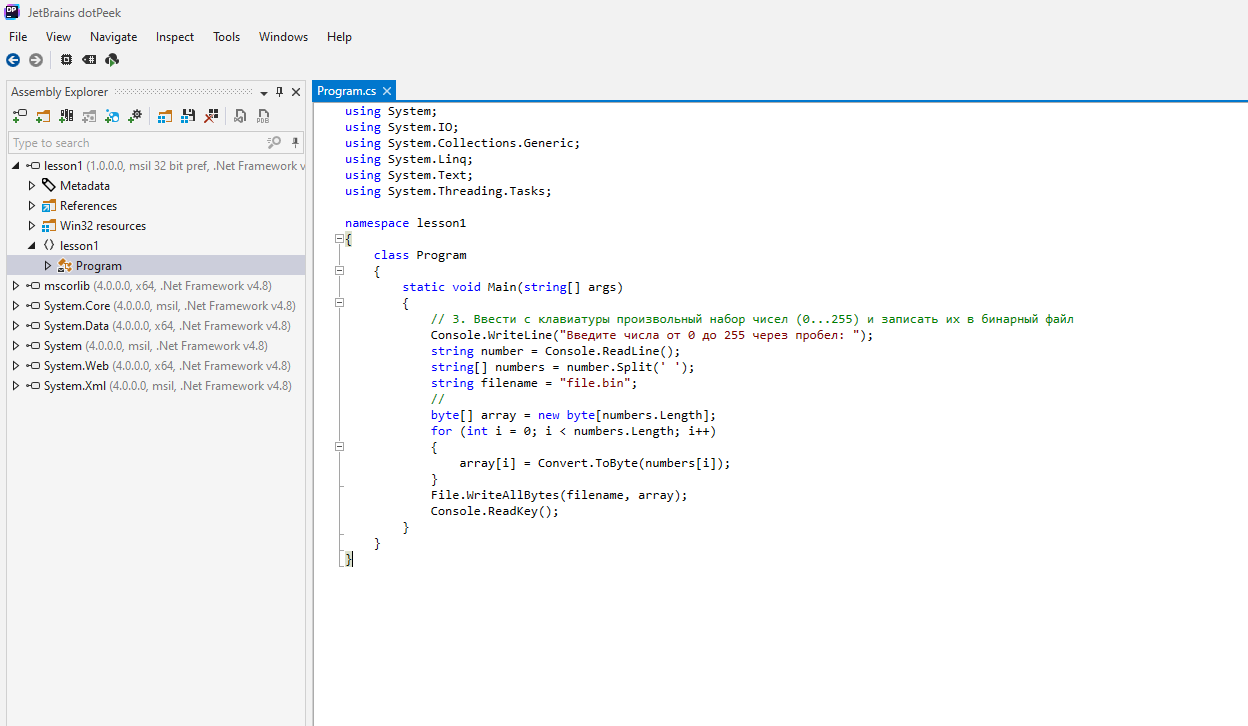 JetBrains dotPeek
File View Navigate Inspect Tools Windows Help
Assembly Explorer
Type to search
lesson1 (1.0.0.0, msil 32 bit pref, .Net Framework v
Metadata
References
Win32 resources
lesson1
Program
mscorlib (4.0.0.0, x64, .Net Framework v4.8)
System.Core (4.0.0.0, msil, .Net Framework v4.8)
System.Data (4.0.0.0, x64, .Net Framework v4.8)
System (4.0.0.0, msil, .Net Framework v4.8)
System.Web (4.0.0.0, x64, .Net Framework v4.8)
System.Xml (4.0.0.0, msil, .Net Framework v4.8)
Program.cs
using System;
using System.IO;
using System.Collections.Generic;
using System.Linq;
using System.Text;
using System.Threading.Tasks;
namespace lesson1
{
    class Program
    {
        static void Main(string[] args)
        {
            // 3. Ввести с клавиатуры произвольный набор чисел (0...255) и записать их в бинарный файл
            Console.WriteLine("Введите числа от 0 до 255 через пробел: ");
            string number = Console.ReadLine();
            string[] numbers = number.Split(' ');
            string filename = "file.bin";
            //
            byte[] array = new byte[numbers.Length];
            for (int i = 0; i < numbers.Length; i++)
            {
                array[i] = Convert.ToByte(numbers[i]);
            }
            File.WriteAllBytes(filename, array);
            Console.ReadKey();
        }
    }
}